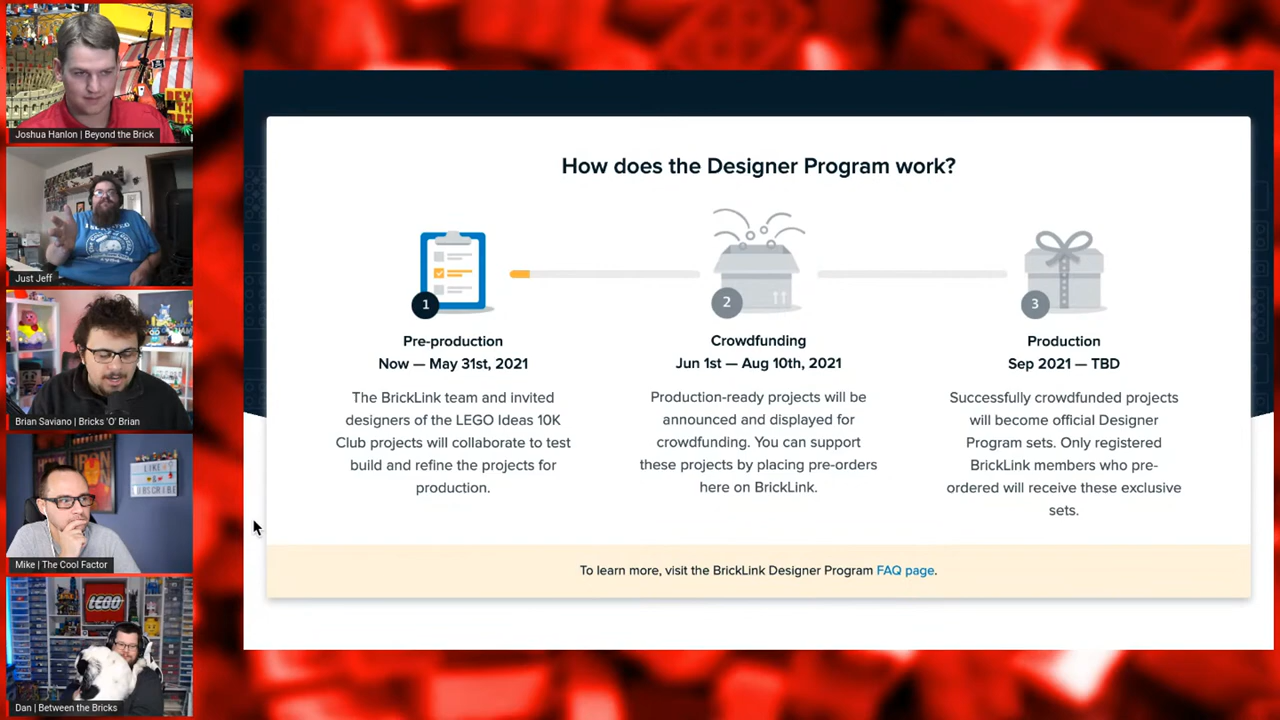 Joshua Hanlon | Beyond the Brick
Just Jeff
Brian Saviano | Bricks 'O' Brian
LIKE
Mike | The Cool Factor
LEGO
Dan | Between the Bricks
How does the Designer Program work?
1
Pre-production
Now — May 31st, 2021
The BrickLink team and invited
designers of the LEGO Ideas 10K
Club projects will collaborate to test
build and refine the projects for
production.
2
Crowdfunding
Jun 1st — Aug 10th, 2021
Production-ready projects will be
announced and displayed for
crowdfunding. You can support
these projects by placing pre-orders
here on BrickLink.
3
Production
Sep 2021 — TBD
Successfully crowdfunded projects
will become official Designer
Program sets. Only registered
BrickLink members who pre-
ordered will receive these exclusive
sets.
To learn more, visit the BrickLink Designer Program FAQ page.